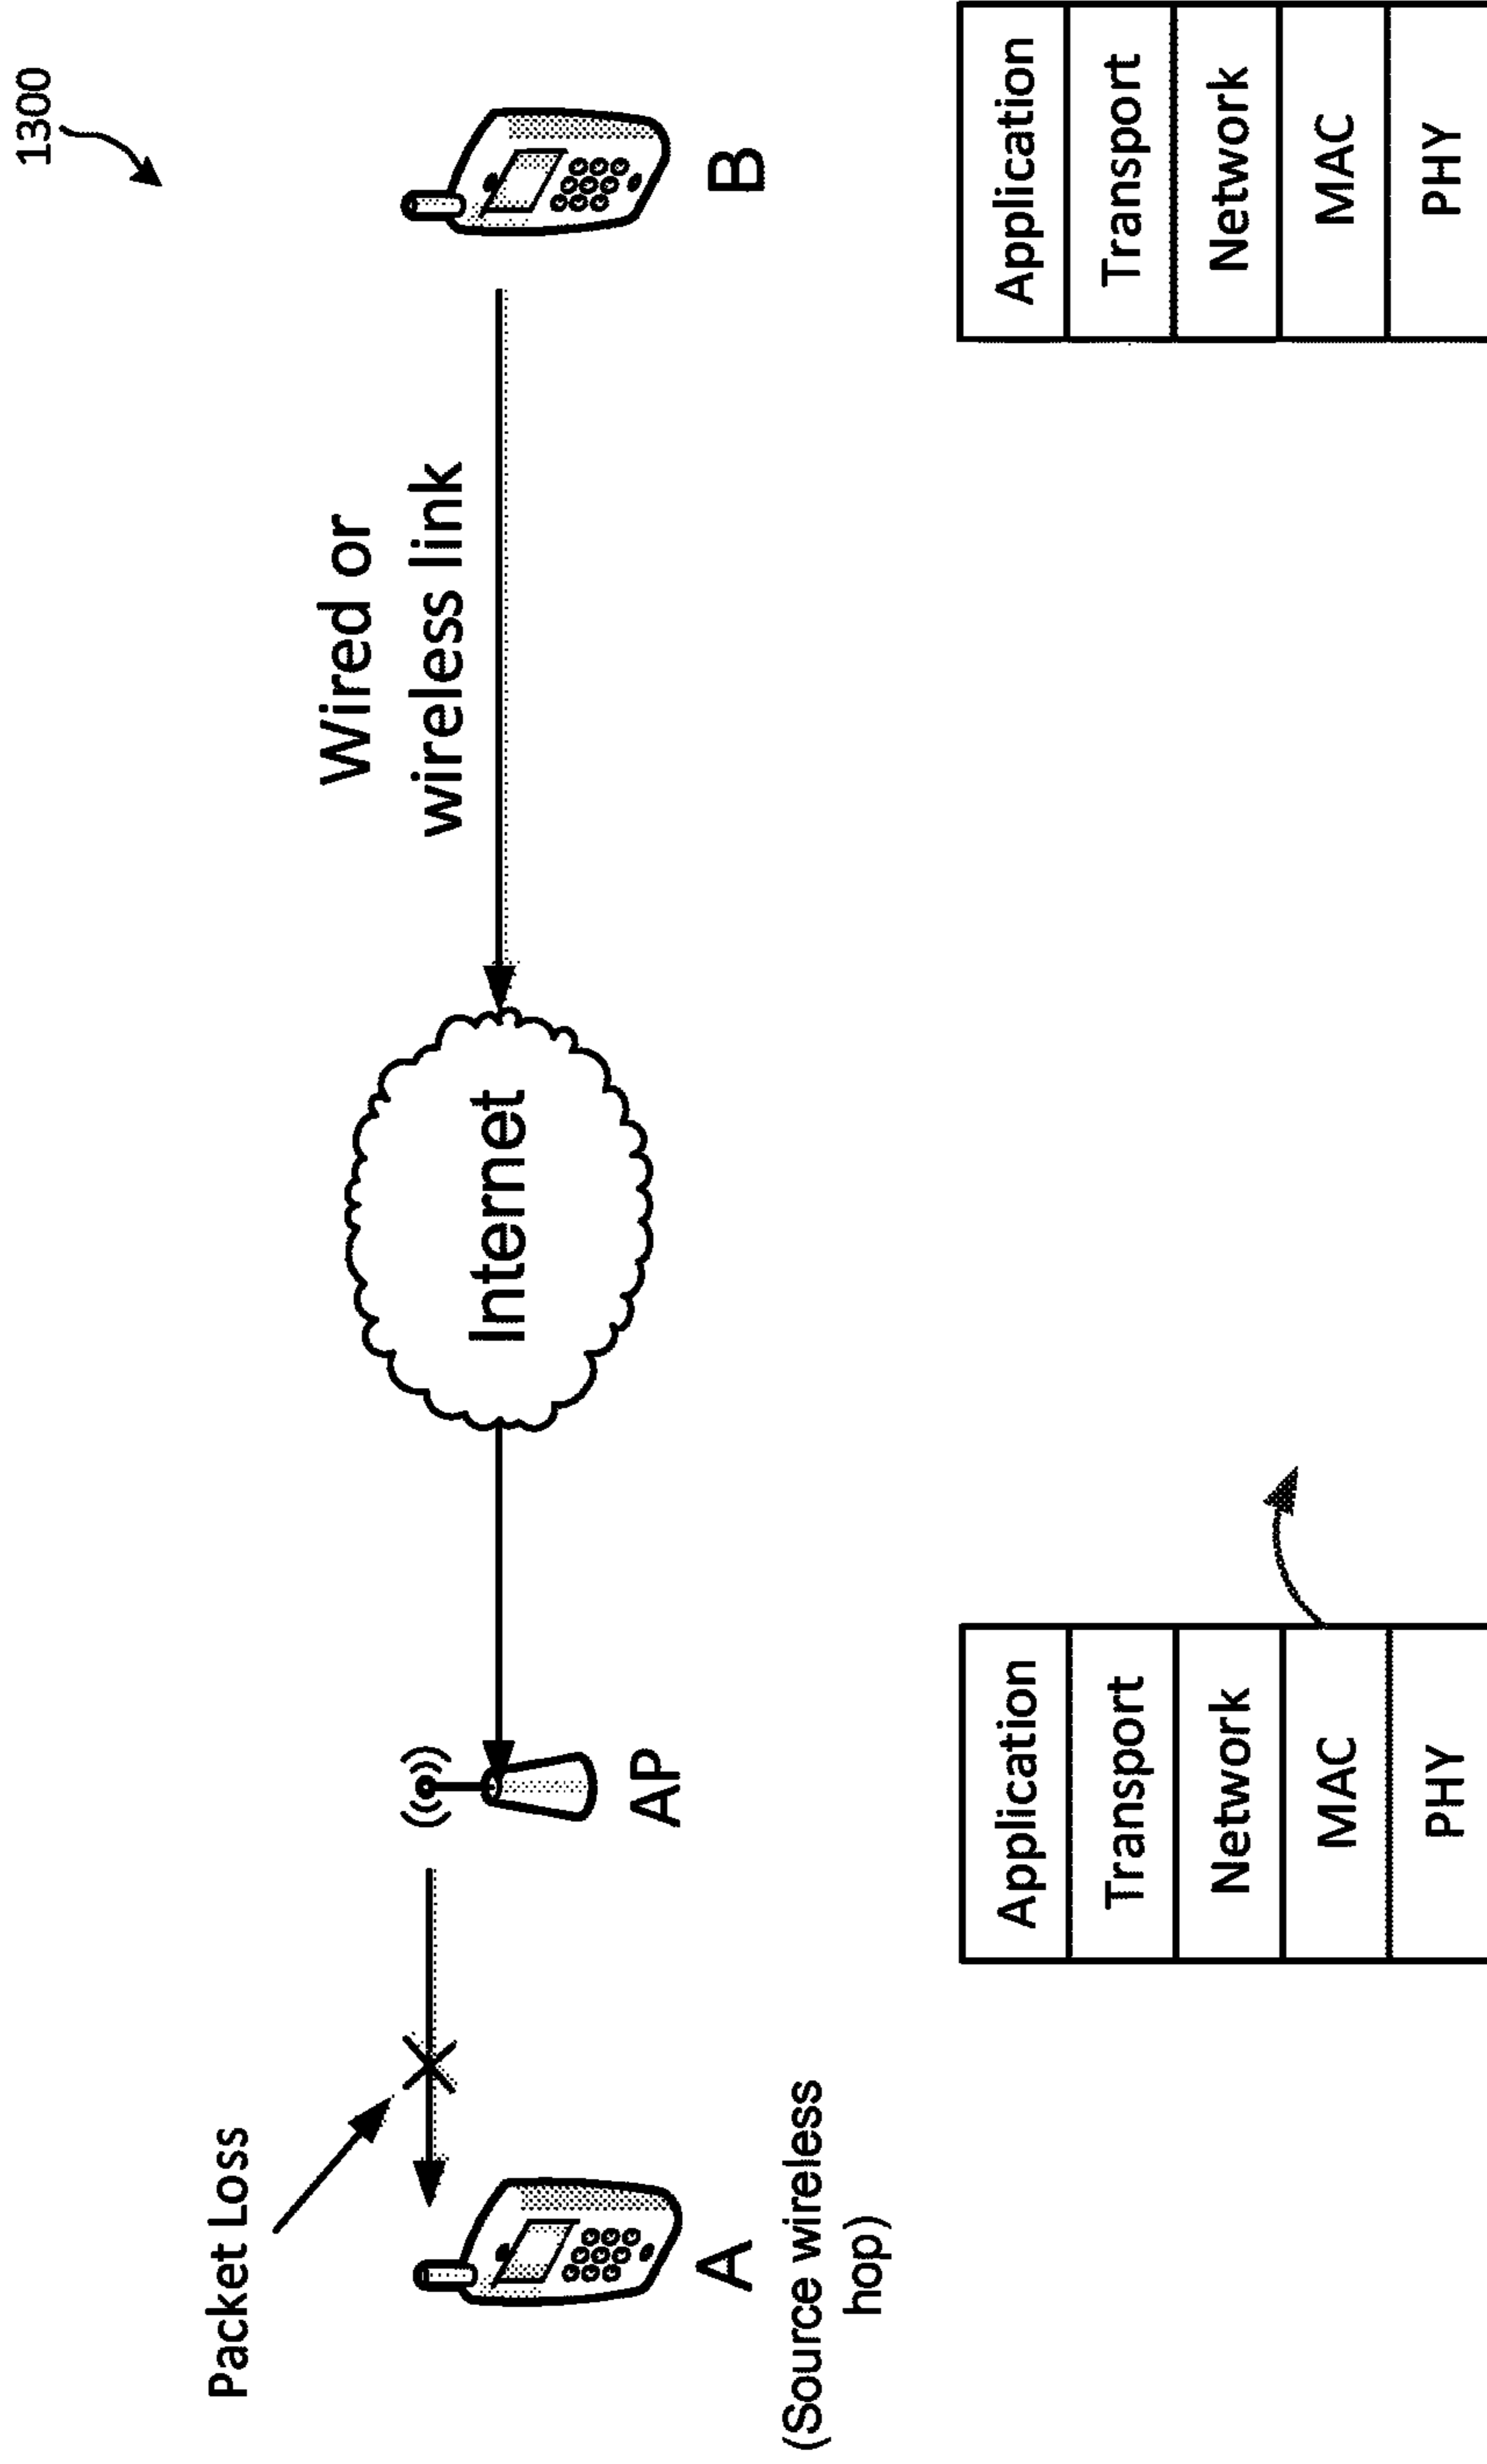 1300
Packet Loss
Wired or
wireless link
Internet
A
(Source wireless
hop)
AP
B
Application
Transport
Network
MAC
PHY
Application
Transport
Network
MAC
PHY